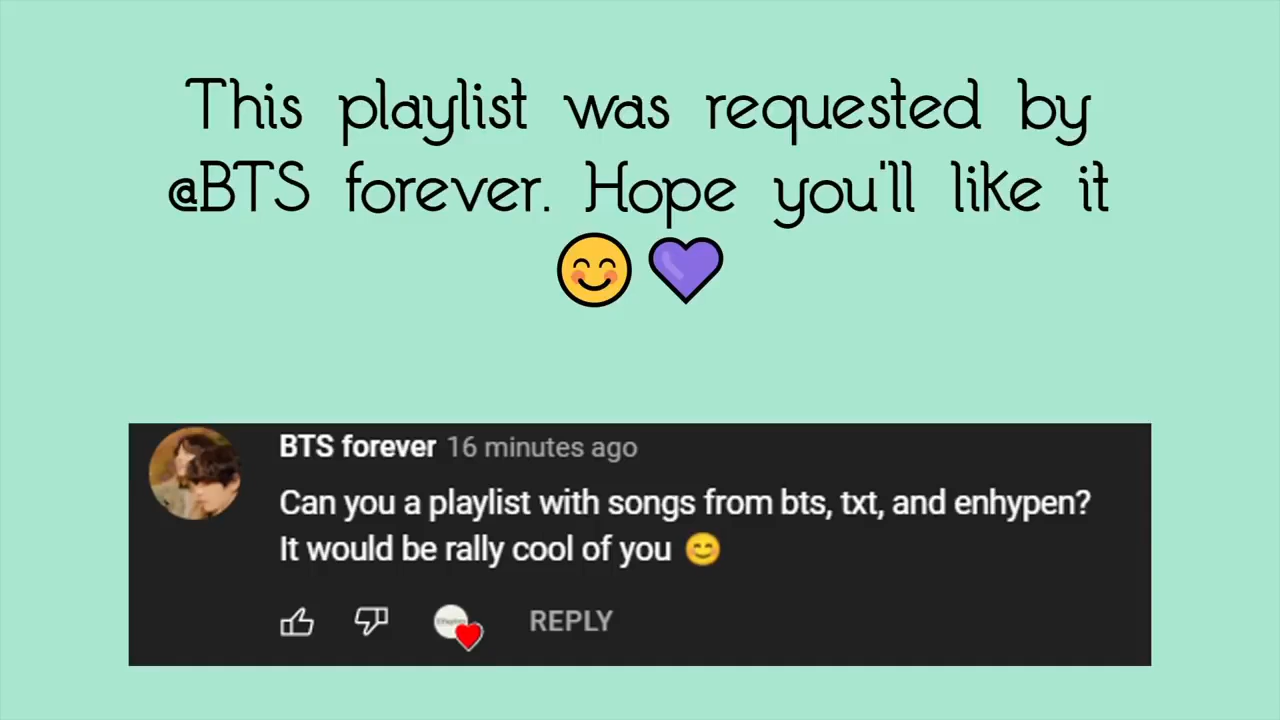 This playlist was requested by
@BTS forever. Hope you'll like it
😊💜
BTS forever 16 minutes ago
Can you a playlist with songs from bts, txt, and enhypen?
It would be rally cool of you 😊
REPLY